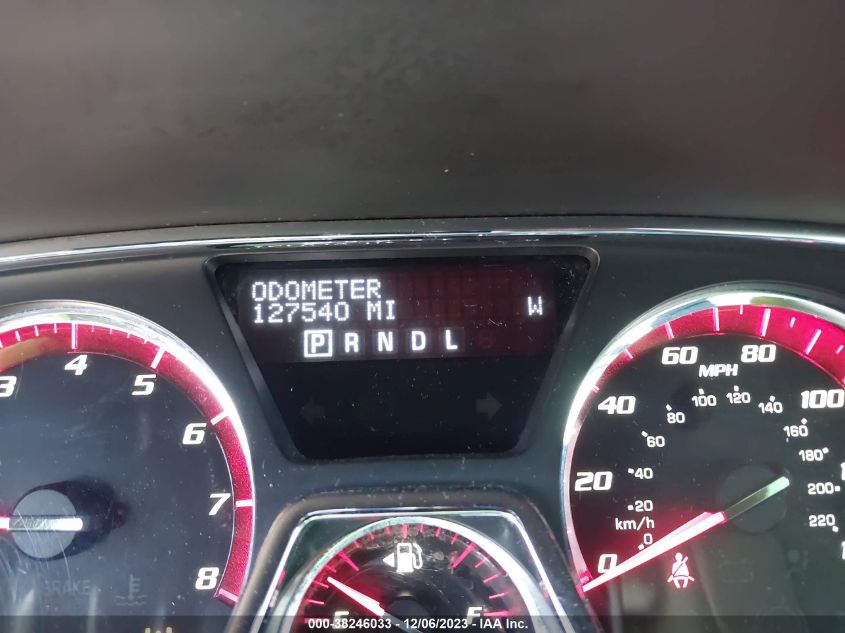 ODOMETER
127540 MI W
P R N D L
3 4 5 6 7 8
BRAKE
E F
0 20 40 60 80 100
MPH
0 20 40 60 80 100 120 140 160 180 200 220
km/h
000-38246033 - 12/06/2023 - IAA Inc.